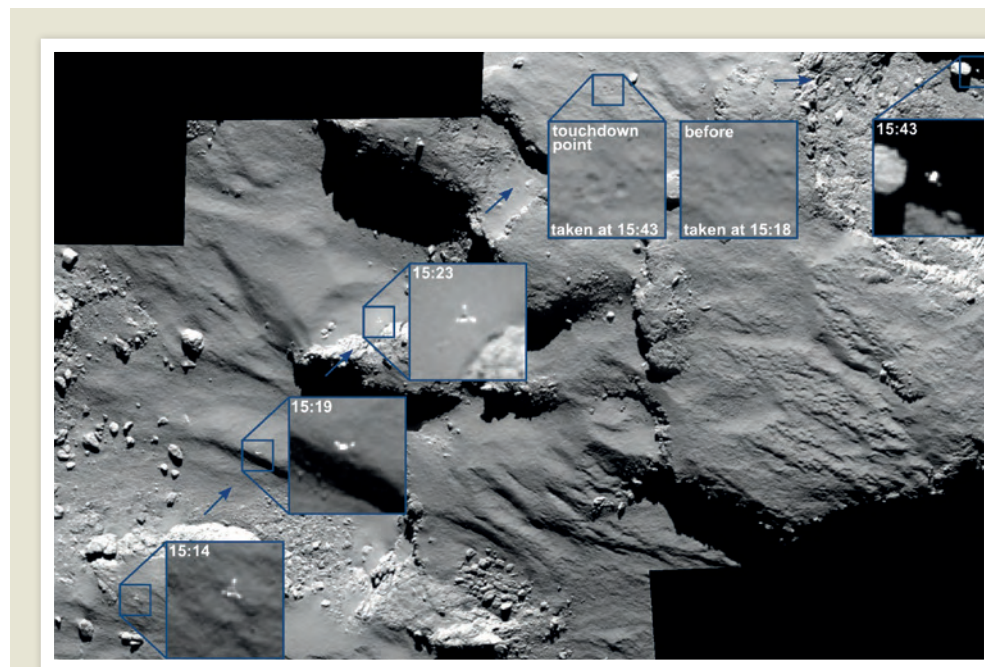 touchdown
point
taken at 15:43
before
taken at 15:18
15:43
15:23
15:19
15:14